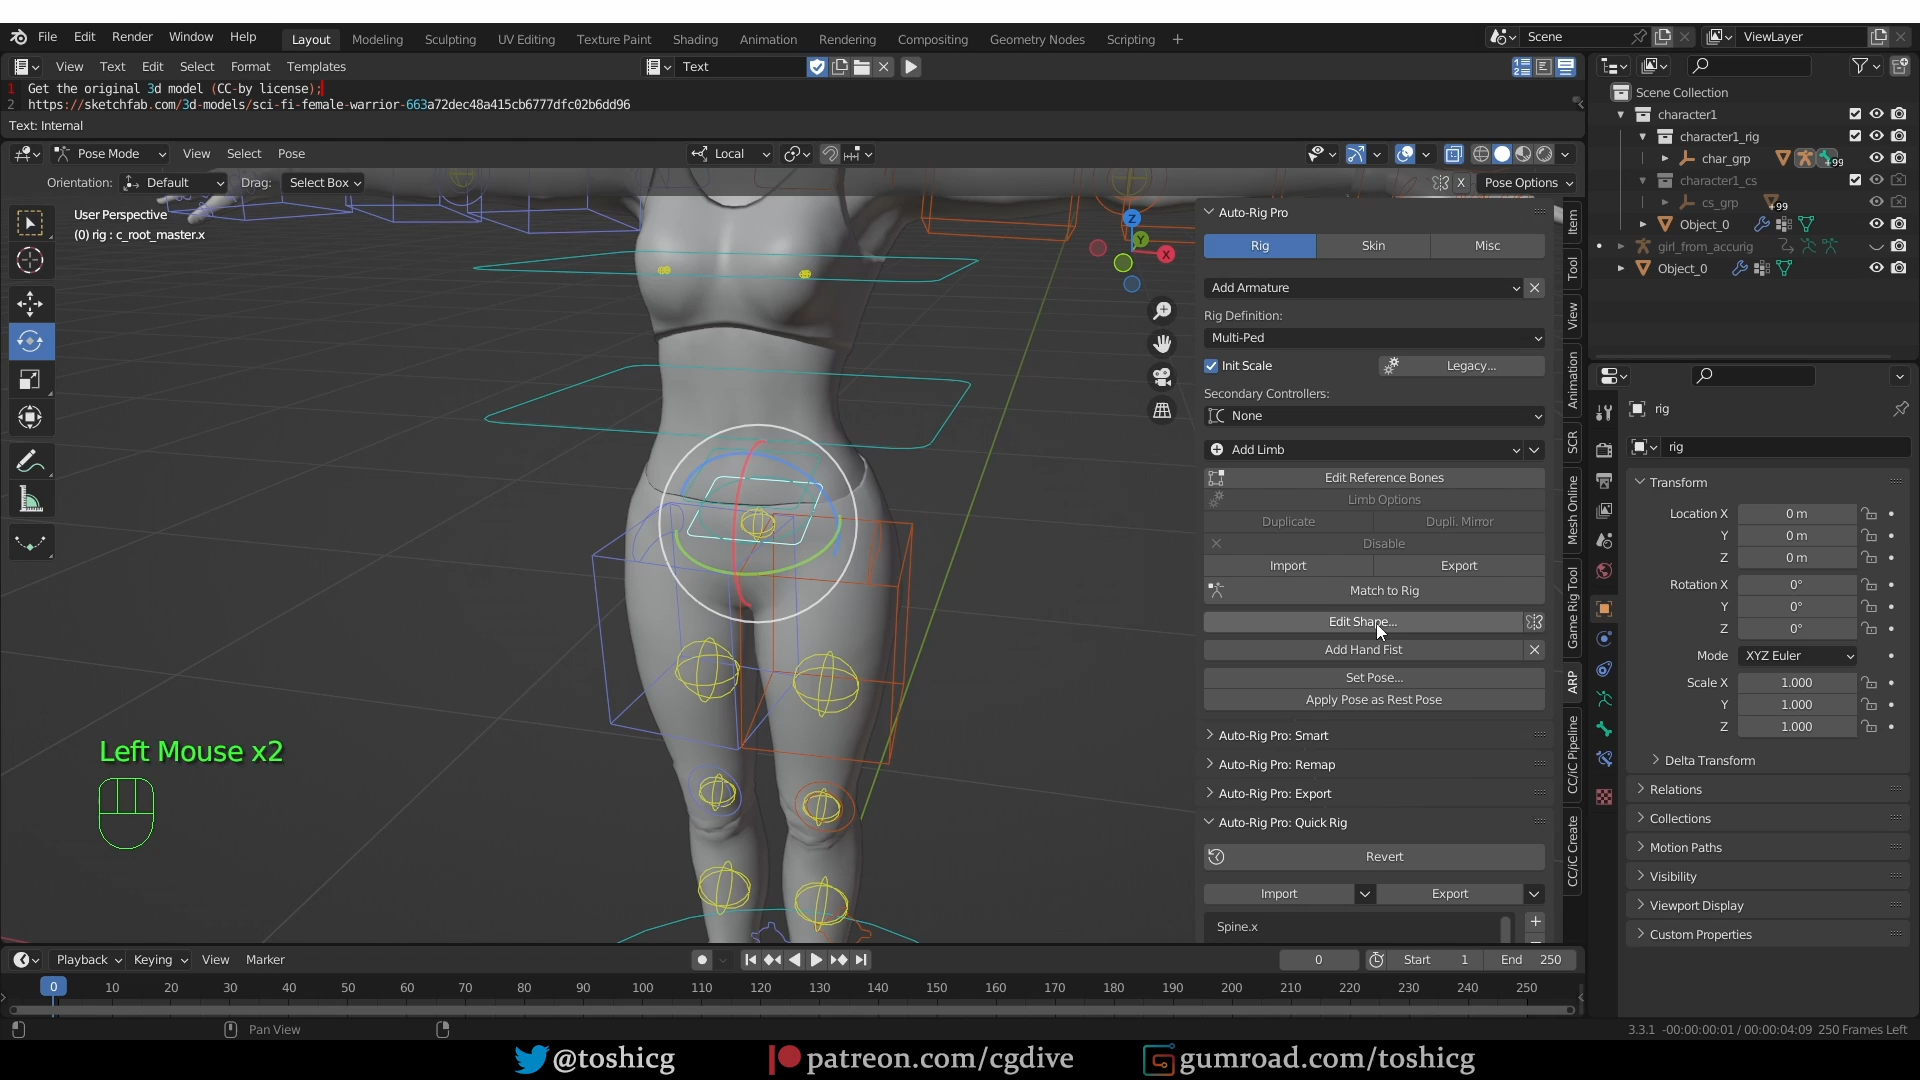 File Edit Render Window Help Layout Modeling Sculpting UV Editing Texture Paint Shading Animation Rendering Compositing Geometry Nodes Scripting + Scene ViewLayer
View Text Edit Select Format Templates Text
1 Get the original 3d model (CC-by license);
2 https://sketchfab.com/3d-models/sci-fi-female-warrior-663a72dec48a415cb6777dfc02b6dd96
Text: Internal
Pose Mode View Select Pose Local
Orientation: Default Drag: Select Box X Pose Options
User Perspective
(0) rig : c_root_master.x
Z
Y
X
Left Mouse x2
Auto-Rig Pro
Rig Skin Misc
Add Armature
Rig Definition:
Multi-Ped
Init Scale Legacy...
Secondary Controllers:
None
Add Limb
Edit Reference Bones
Limb Options
Duplicate Dupli. Mirror
Disable
Import Export
Match to Rig
Edit Shape...
Add Hand Fist
Set Pose...
Apply Pose as Rest Pose
Auto-Rig Pro: Smart
Auto-Rig Pro: Remap
Auto-Rig Pro: Export
Auto-Rig Pro: Quick Rig
Revert
Import Export
Spine.x
Item
Tool
View
Animation
SCR
Mesh Online
Game Rig Tool
ARP
CC/iC Pipeline
CC/iC Create
Scene Collection
character1
character1_rig
char_grp +99
character1_cs
cs_grp +99
Object_0
girl_from_accurig
Object_0
rig
rig
Transform
Location X 0 m
Y 0 m
Z 0 m
Rotation X 0°
Y 0°
Z 0°
Mode XYZ Euler
Scale X 1.000
Y 1.000
Z 1.000
Delta Transform
Relations
Collections
Motion Paths
Visibility
Viewport Display
Custom Properties
Playback Keying View Marker 0 Start 1 End 250
0 10 20 30 40 50 60 70 80 90 100 110 120 130 140 150 160 170 180 190 200 210 220 230 240 250
Pan View 3.3.1 -00:00:00:01 / 00:00:04:09 250 Frames Left
@toshicg patreon.com/cgdive gumroad.com/toshicg